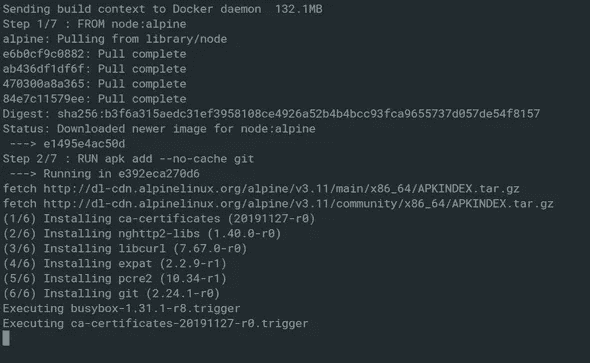 Sending build context to Docker daemon  132.1MB
Step 1/7 : FROM node:alpine
alpine: Pulling from library/node
e6b0cf9c0882: Pull complete
ab436df1df6f: Pull complete
470300a8a365: Pull complete
84e7c11579ee: Pull complete
Digest: sha256:b3f6a315aedc31ef3958108ce4926a52b4b4bcc93fca9655737d057de54f8157
Status: Downloaded newer image for node:alpine
 ---> e1495e4ac50d
Step 2/7 : RUN apk add --no-cache git
 ---> Running in e392eca270d6
fetch http://dl-cdn.alpinelinux.org/alpine/v3.11/main/x86_64/APKINDEX.tar.gz
fetch http://dl-cdn.alpinelinux.org/alpine/v3.11/community/x86_64/APKINDEX.tar.gz
(1/6) Installing ca-certificates (20191127-r0)
(2/6) Installing nghttp2-libs (1.40.0-r0)
(3/6) Installing libcurl (7.67.0-r0)
(4/6) Installing expat (2.2.9-r1)
(5/6) Installing pcre2 (10.34-r1)
(6/6) Installing git (2.24.1-r0)
Executing busybox-1.31.1-r8.trigger
Executing ca-certificates-20191127-r0.trigger